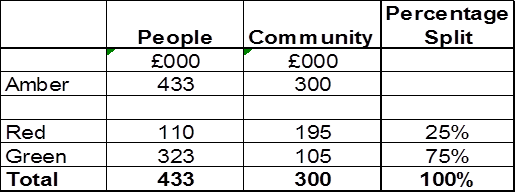 People Community Percentage Split
£000 £000
Amber 433 300
Red 110 195 25%
Green 323 105 75%
Total 433 300 100%